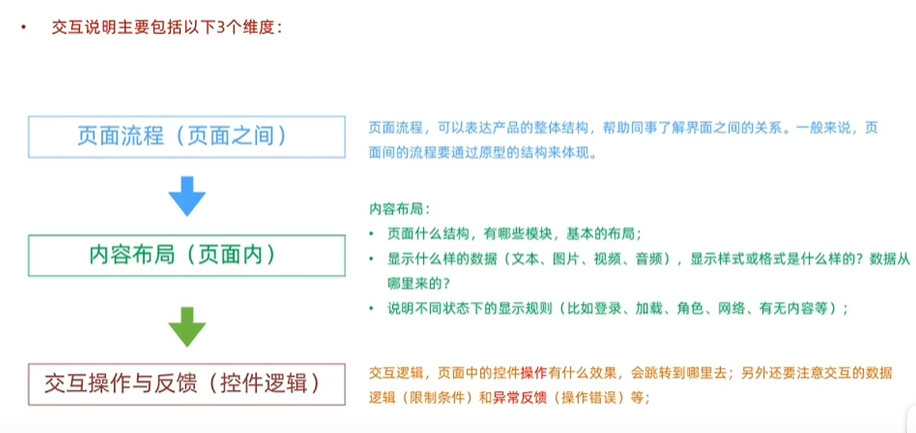 • 交互说明主要包括以下3个维度：
页面流程（页面之间）
页面流程，可以表达产品的整体结构，帮助同事了解界面之间的关系。一般来说，页
面间的流程要通过原型的结构来体现。
内容布局（页面内）
内容布局：
• 页面什么结构，有哪些模块，基本的布局；
• 显示什么样的数据（文本、图片、视频、音频），显示样式或格式是什么样的？数据从
哪里来的？
• 说明不同状态下的显示规则（比如登录、加载、角色、网络、有无内容等）；
交互操作与反馈（控件逻辑）
交互逻辑，页面中的控件操作有什么效果，会跳转到哪里去；另外还要注意交互的数据
逻辑（限制条件）和异常反馈（操作错误）等；